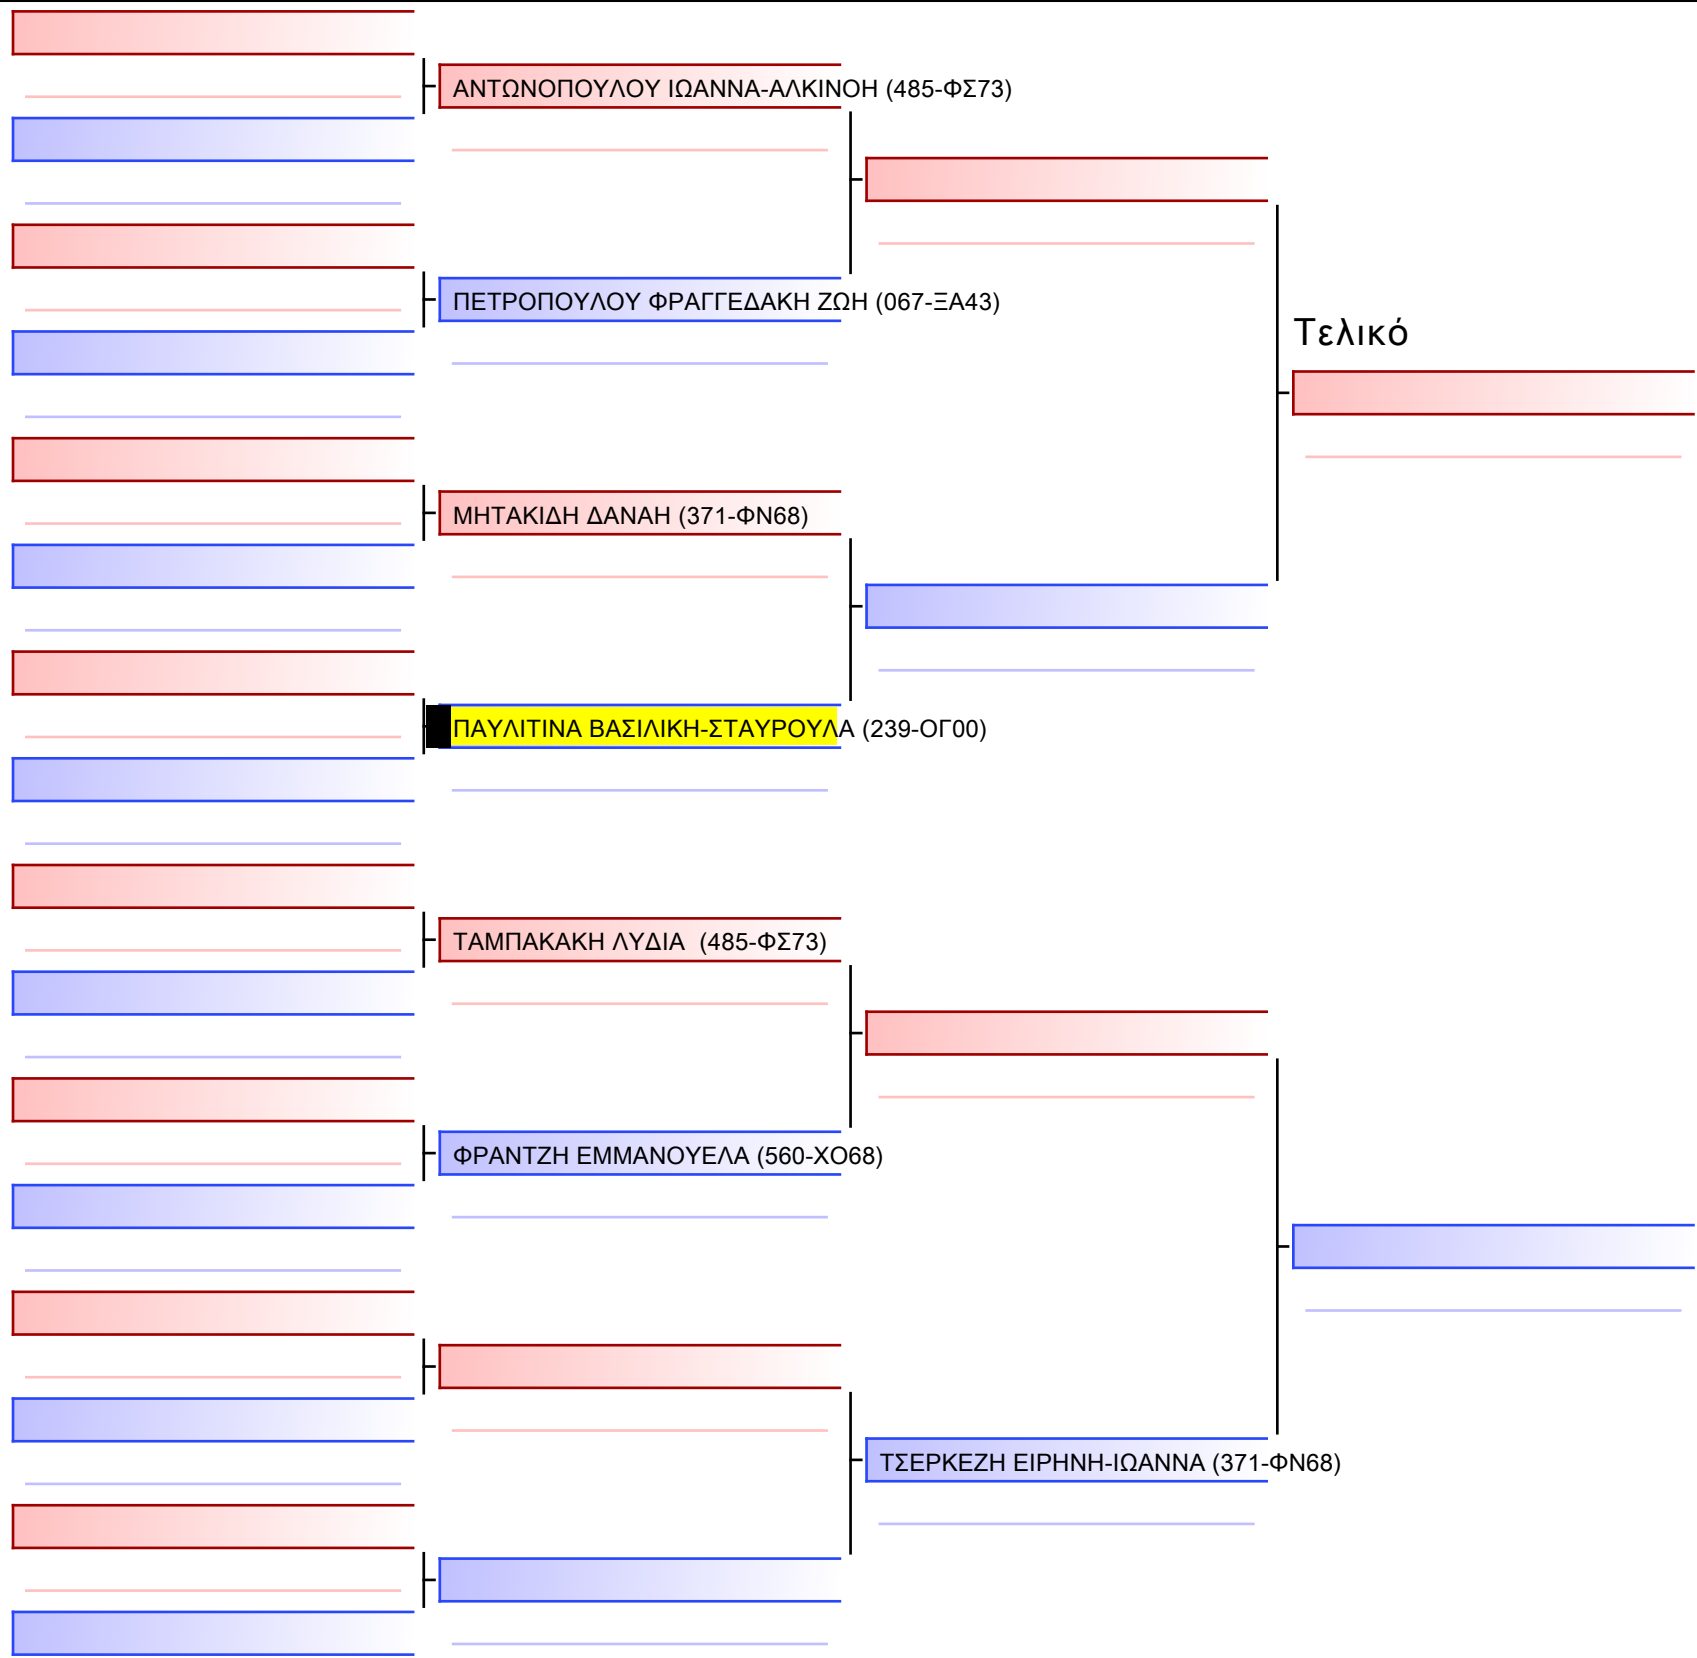 ΑΝΤΩΝΟΠΟΥΛΟΥ ΙΩΑΝΝΑ-ΑΛΚΙΝΟΗ (485-ΦΣ73)
ΠΕΤΡΟΠΟΥΛΟΥ ΦΡΑΓΓΕΔΑΚΗ ΖΩΗ (067-ΞΑ43)
Τελικό
ΜΗΤΑΚΙΔΗ ΔΑΝΑΗ (371-ΦΝ68)
ΠΑΥΛΙΤΙΝΑ ΒΑΣΙΛΙΚΗ-ΣΤΑΥΡΟΥΛΑ (239-ΟΓ00)
ΤΑΜΠΑΚΑΚΗ ΛΥΔΙΑ  (485-ΦΣ73)
ΦΡΑΝΤΖΗ ΕΜΜΑΝΟΥΕΛΑ (560-ΧΟ68)
ΤΣΕΡΚΕΖΗ ΕΙΡΗΝΗ-ΙΩΑΝΝΑ (371-ΦΝ68)